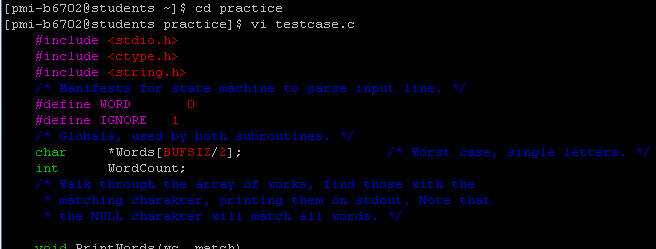 [pmi-b6702@students ~]$ cd practice
[pmi-b6702@students practice]$ vi testcase.c
#include <stdio.h>
#include <ctype.h>
#include <string.h>
/* Manifests for state machine to parse input line. */
#define WORD 0
#define IGNORE 1
/* Globals, used by both subroutines. */
char *Words[BUFSIZ/2]; /* Worst case, single letters. */
int WordCount;
/* Walk through the array of works, find those with the
* matching charakter, printing them on stdout. Note that
* the NULL charakter will match all words. */
void PrintWords(wc, match)